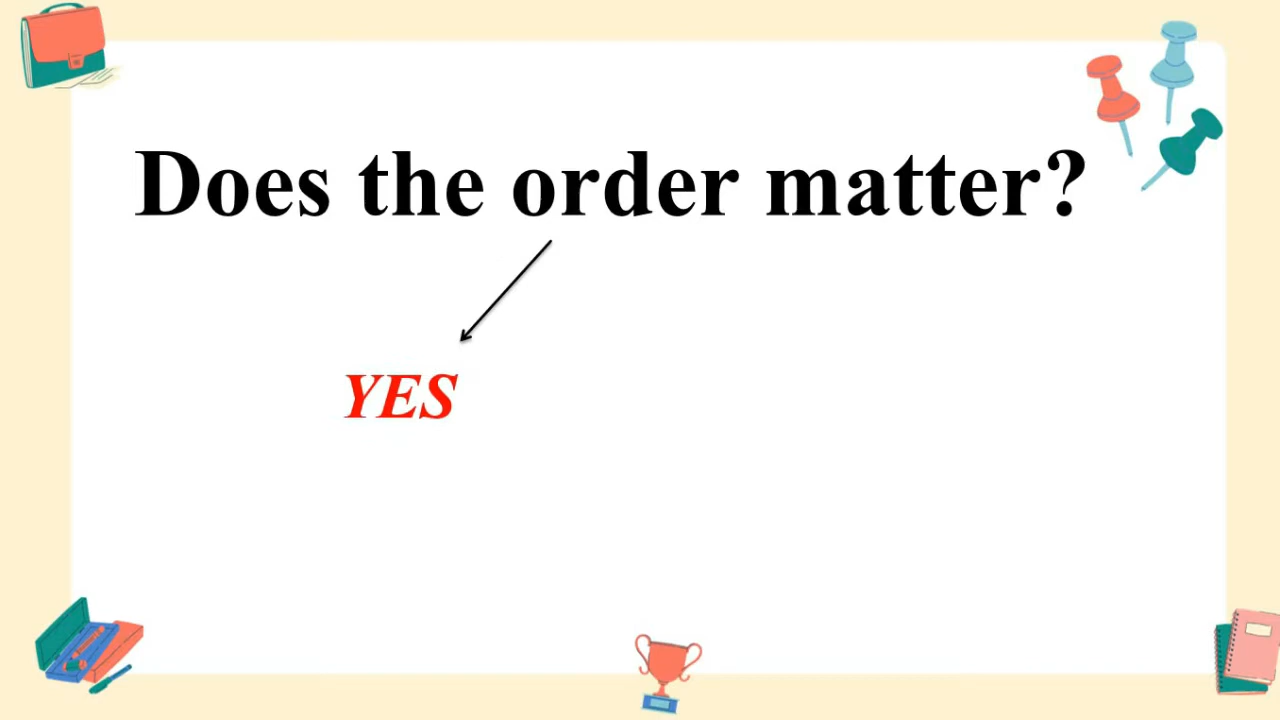 Does the order matter?
YES